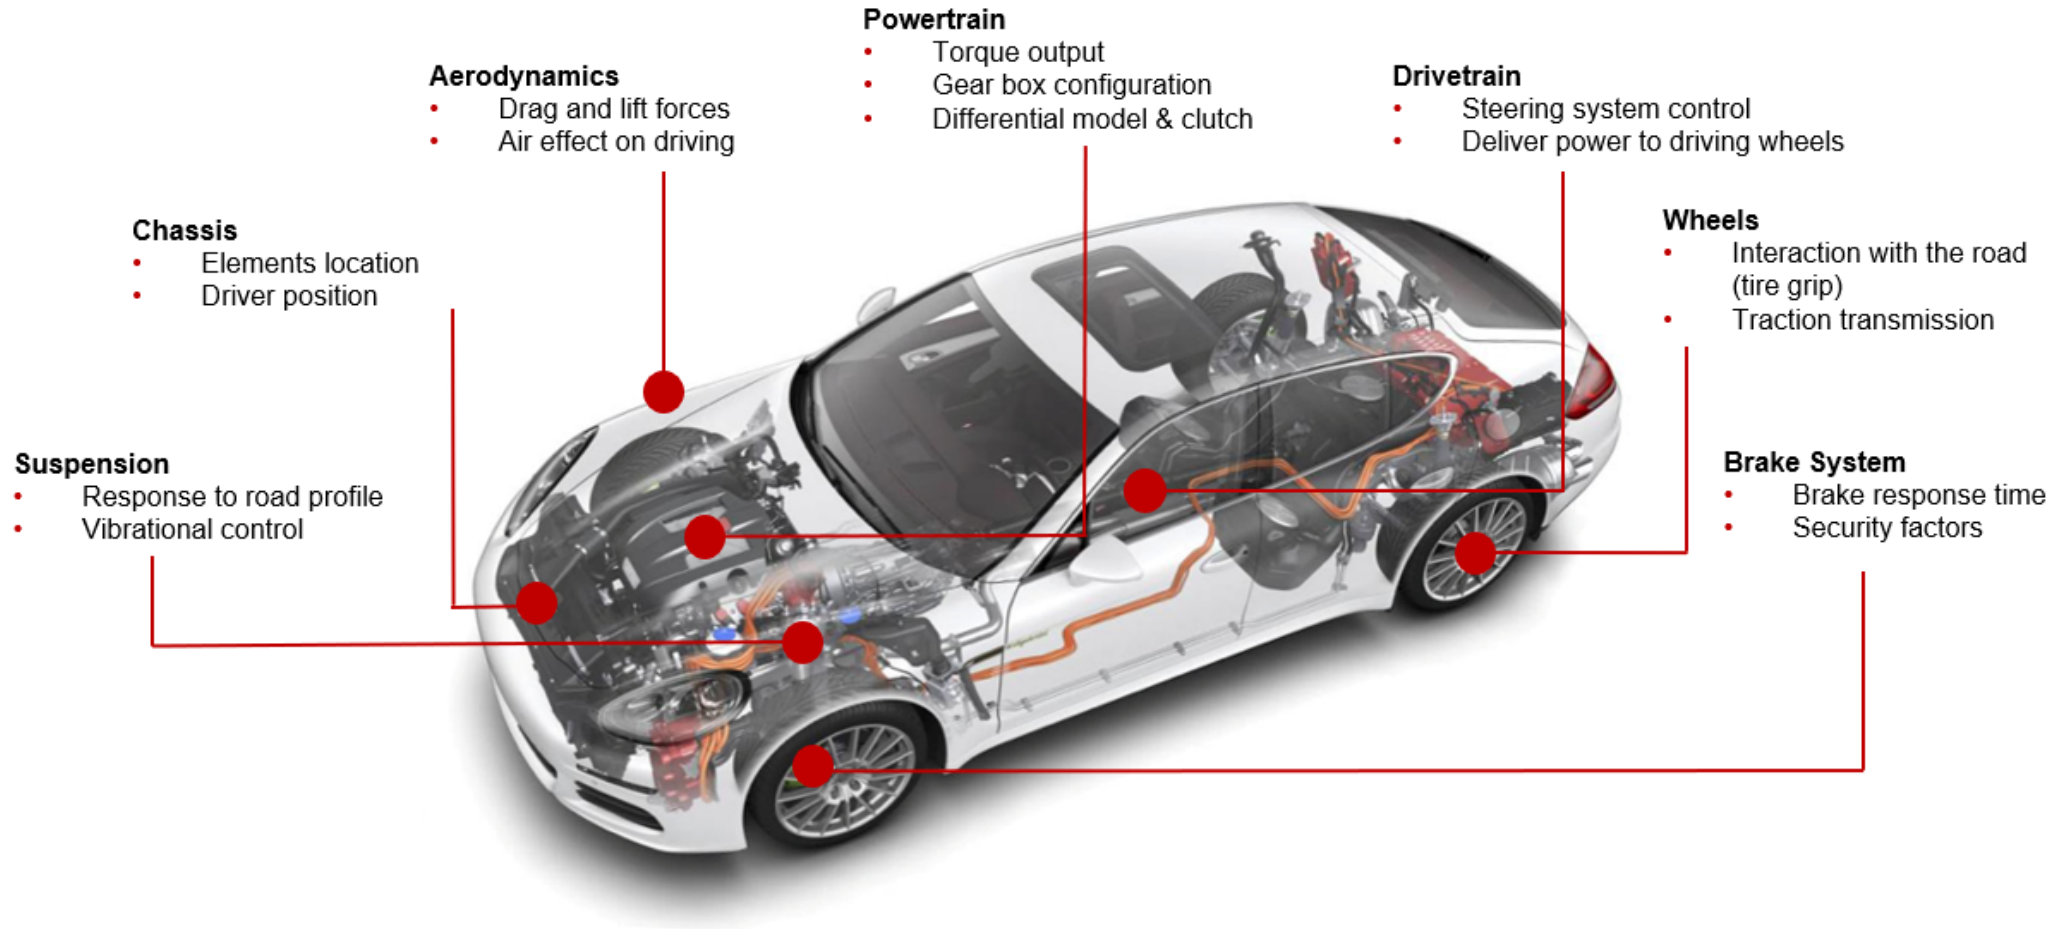 Powertrain
• Torque output
• Gear box configuration
• Differential model & clutch
Aerodynamics
• Drag and lift forces
• Air effect on driving
Drivetrain
• Steering system control
• Deliver power to driving wheels
Chassis
• Elements location
• Driver position
Wheels
• Interaction with the road
(tire grip)
• Traction transmission
Suspension
• Response to road profile
• Vibrational control
Brake System
• Brake response time
• Security factors